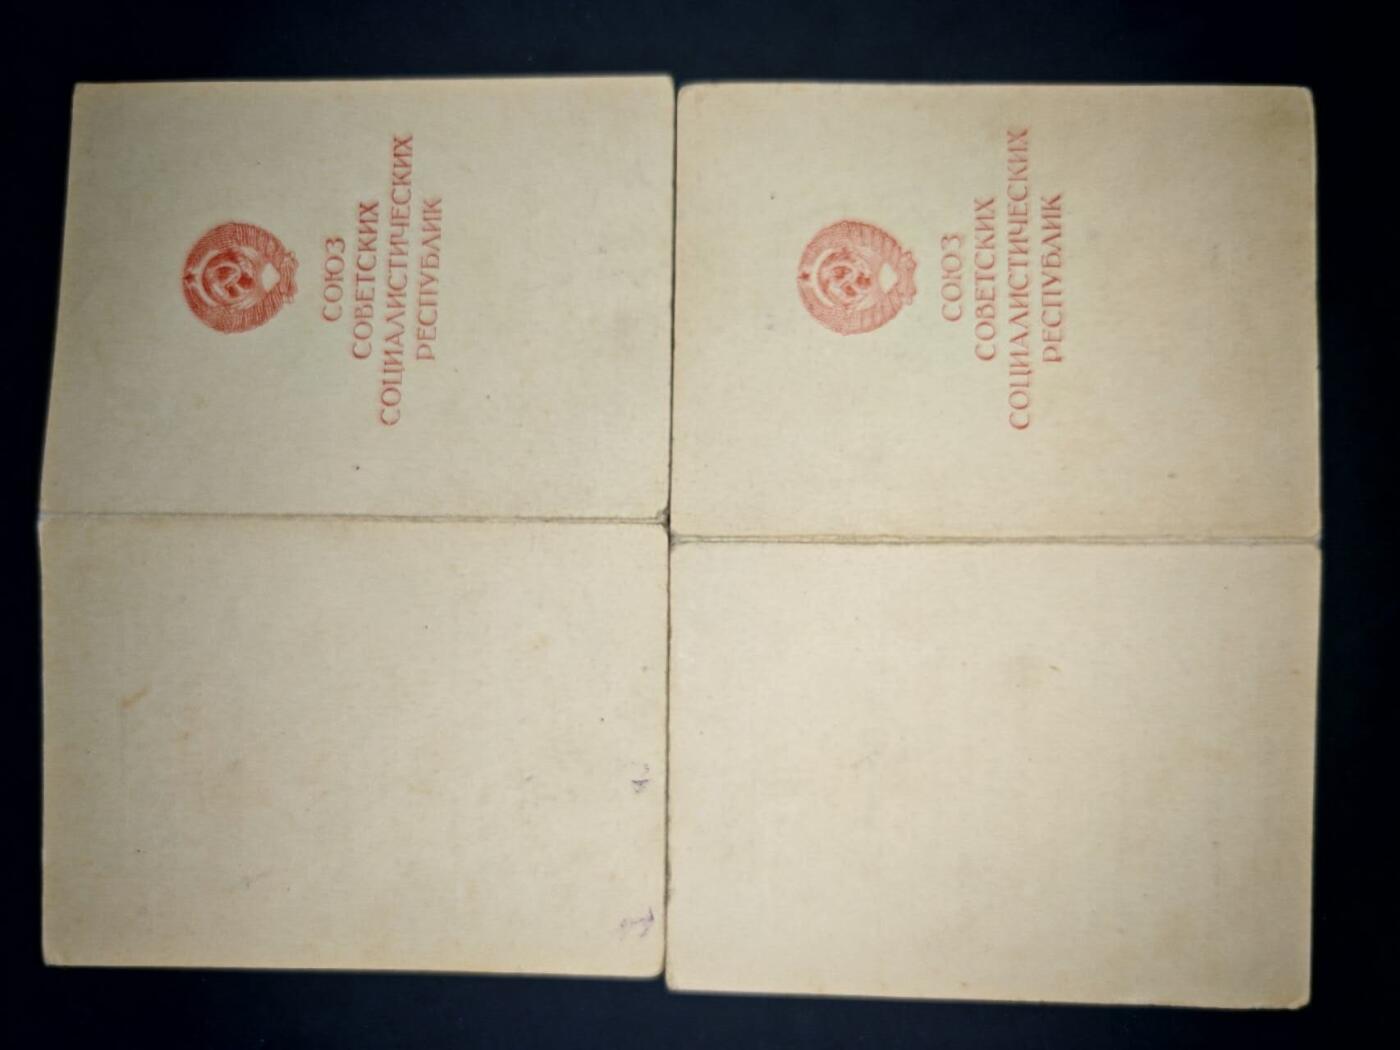 СОЮЗ
СОВЕТСКИХ
СОЦИАЛИСТИЧЕСКИХ
РЕСПУБЛИК
СОЮЗ
СОВЕТСКИХ
СОЦИАЛИСТИЧЕСКИХ
РЕСПУБЛИК